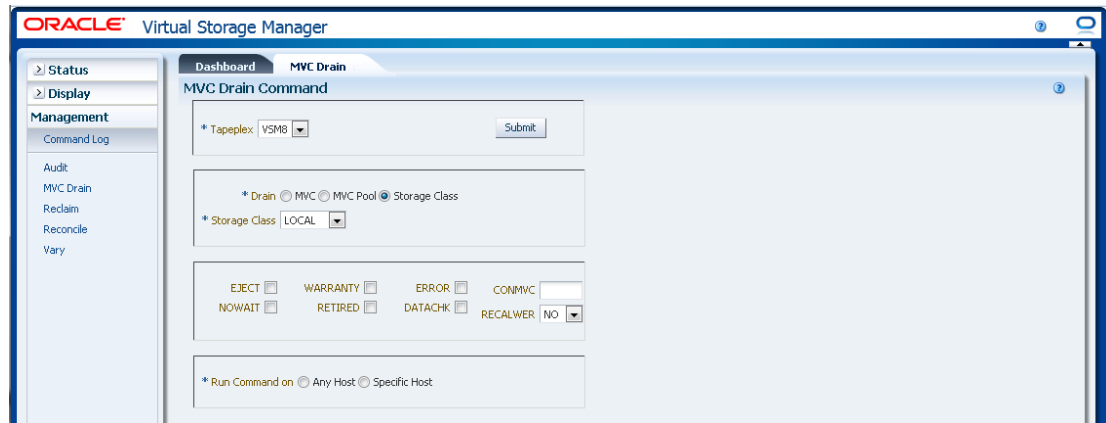 ORACLE Virtual Storage Manager
Status
Display
Management
Command Log
Audit
MVC Drain
Reclaim
Reconcile
Vary
Dashboard MVC Drain
MVC Drain Command
* Tapeplex VSM8 Submit
* Drain MVC MVC Pool Storage Class
* Storage Class LOCAL
EJECT WARRANTY ERROR CONMVC
NOWAIT RETIRED DATACHK RECALWER NO
* Run Command on Any Host Specific Host